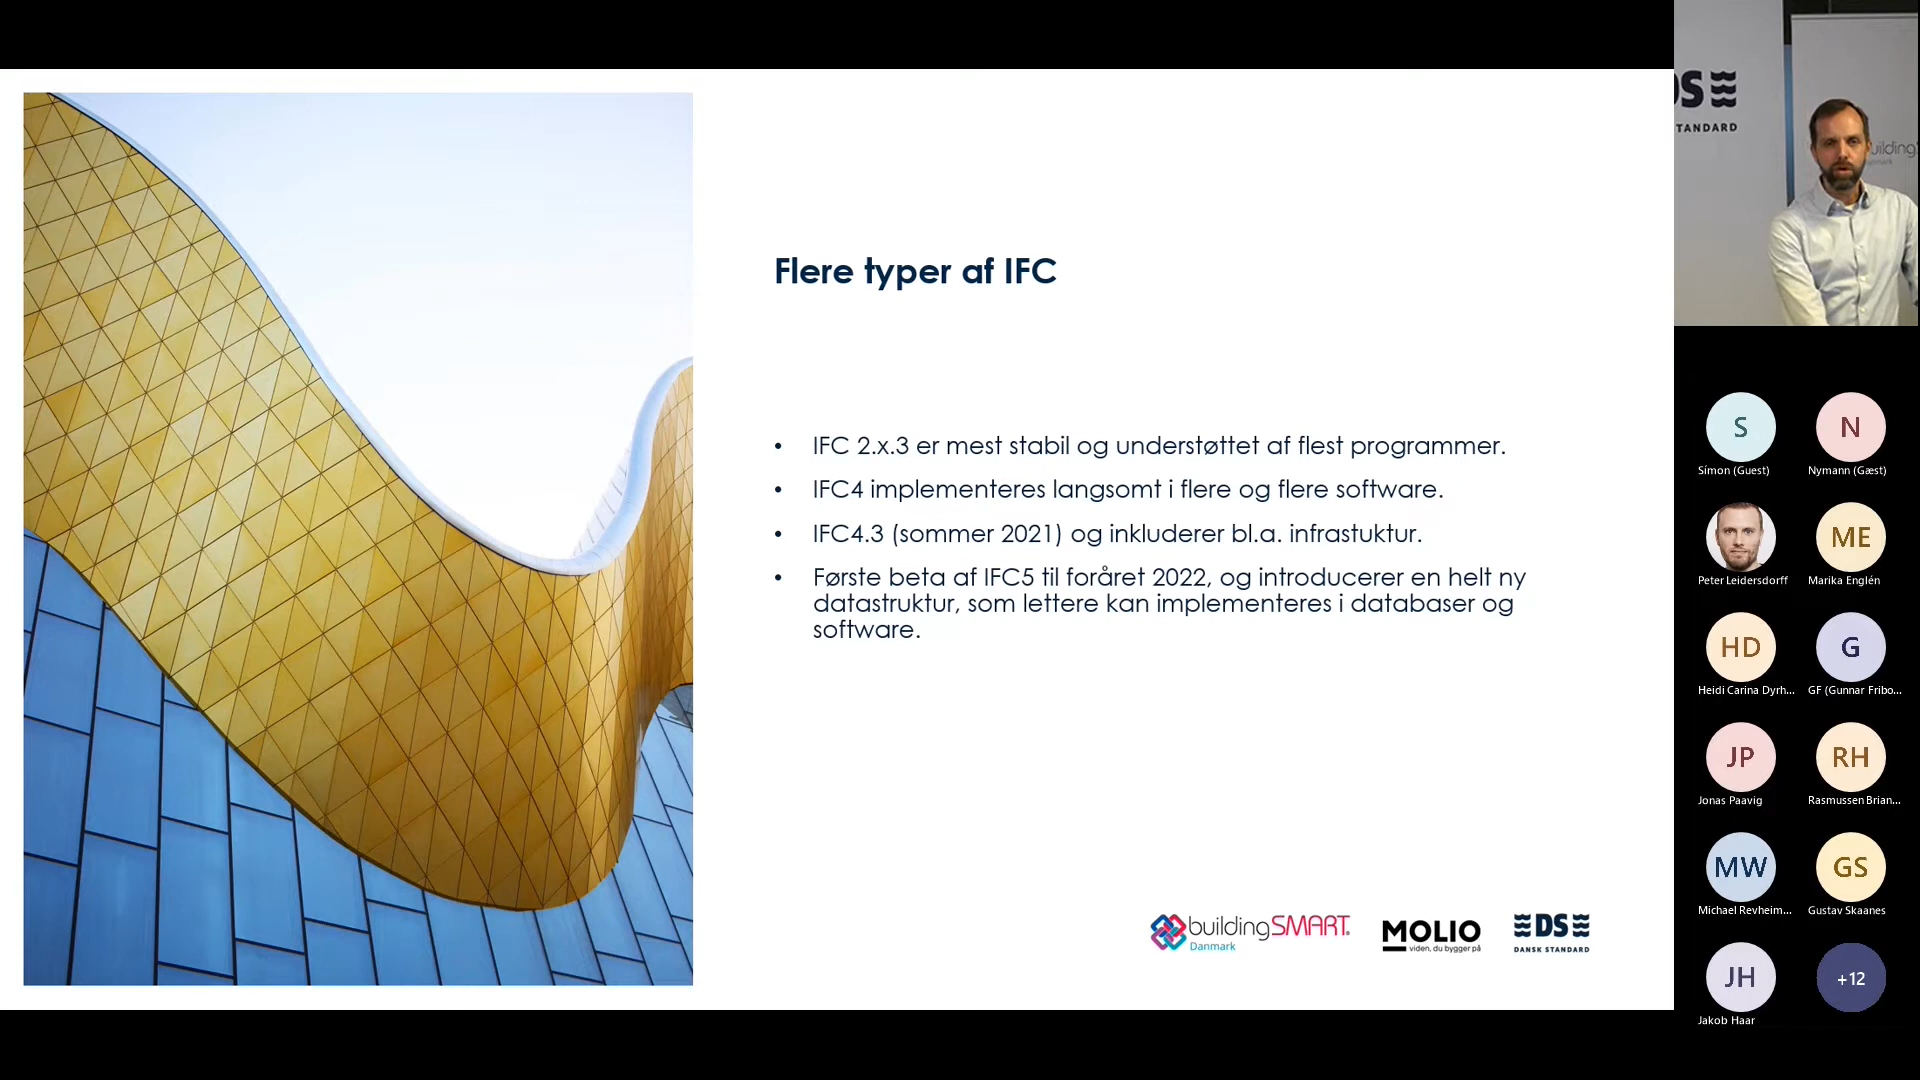 Flere typer af IFC
• IFC 2.x.3 er mest stabil og understøttet af flest programmer.
• IFC4 implementeres langsomt i flere og flere software.
• IFC4.3 (sommer 2021) og inkluderer bl.a. infrastuktur.
• Første beta af IFC5 til foråret 2022, og introducerer en helt ny
datastruktur, som lettere kan implementeres i databaser og
software.
buildingSMART®
Danmark
MOLIO
viden, du bygger på
DS
DANSK STANDARD
DS
TANDARD
uilding
S
N
Símon (Guest)
Nymann (Gæst)
ME
Peter Leidersdorff
Marika Englén
HD
G
Heidi Carina Dyrh...
GF (Gunnar Fribo...
JP
RH
Jonas Paavig
Rasmussen Brian...
MW
GS
Michael Revheim...
Gustav Skaanes
JH
+12
Jakob Haar